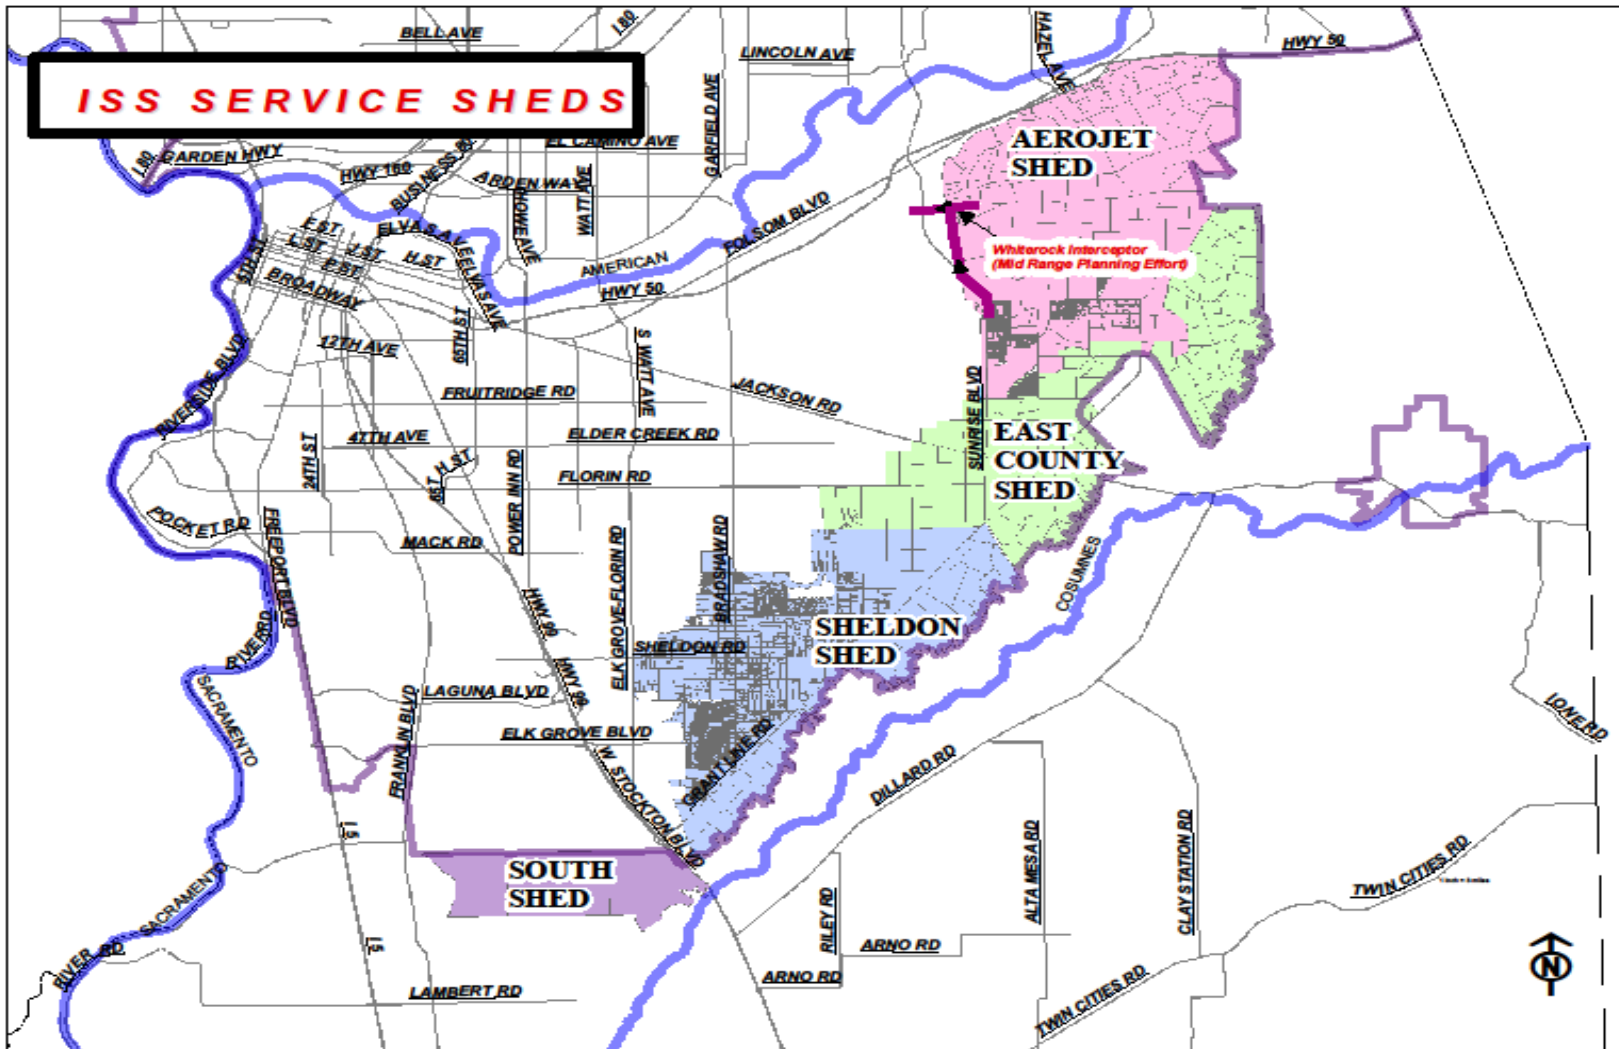 BELL AVE
I 80
HAZEL AVE
HWY 50
LINCOLN AVE
ISS SERVICE SHEDS
GARFIELD AVE
EL CAMINO AVE
I 80
GARDEN HWY
HWY 160
BUSINESS 80
ARDEN WAY
WATT AVE
HOWE AVE
AEROJET
SHED
FOLSOM BLVD
ELVAS AVE
ELVAS AVE
J ST
H ST
BROADWAY
AMERICAN
HWY 50
Whiterock Interceptor
(Mid Range Planning Effort)
65TH ST
12TH AVE
S WATT AVE
RIVERSIDE BLVD
FRUITRIDGE RD
JACKSON RD
SUNRISE BLVD
47TH AVE
ELDER CREEK RD
EAST
COUNTY
SHED
24TH ST
POWER INN RD
FLORIN RD
POCKET RD
FREEPORT BLVD
MACK RD
ELK GROVE-FLORIN RD
BRADSHAW RD
COSUMNES
HWY 99
RIVER RD
SHELDON
SHED
SHELDON RD
HWY 99
SACRAMENTO
FRANKLIN BLVD
LAGUNA BLVD
ELK GROVE BLVD
GRANT LINE RD
W STOCKTON BLVD
DILLARD RD
IONE RD
I 5
ALTA MESA RD
CLAY STATION RD
TWIN CITIES RD
SOUTH
SHED
SACRAMENTO
RIVER RD
I 5
RILEY RD
ARNO RD
ARNO RD
LAMBERT RD
TWIN CITIES RD
N